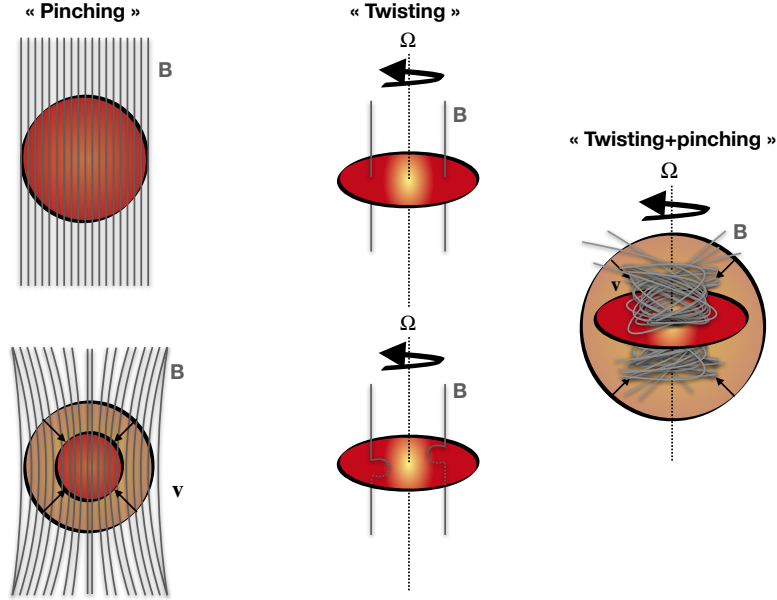 « Pinching »
B
B
v
« Twisting »
Ω
B
Ω
B
« Twisting+pinching »
Ω
B
v